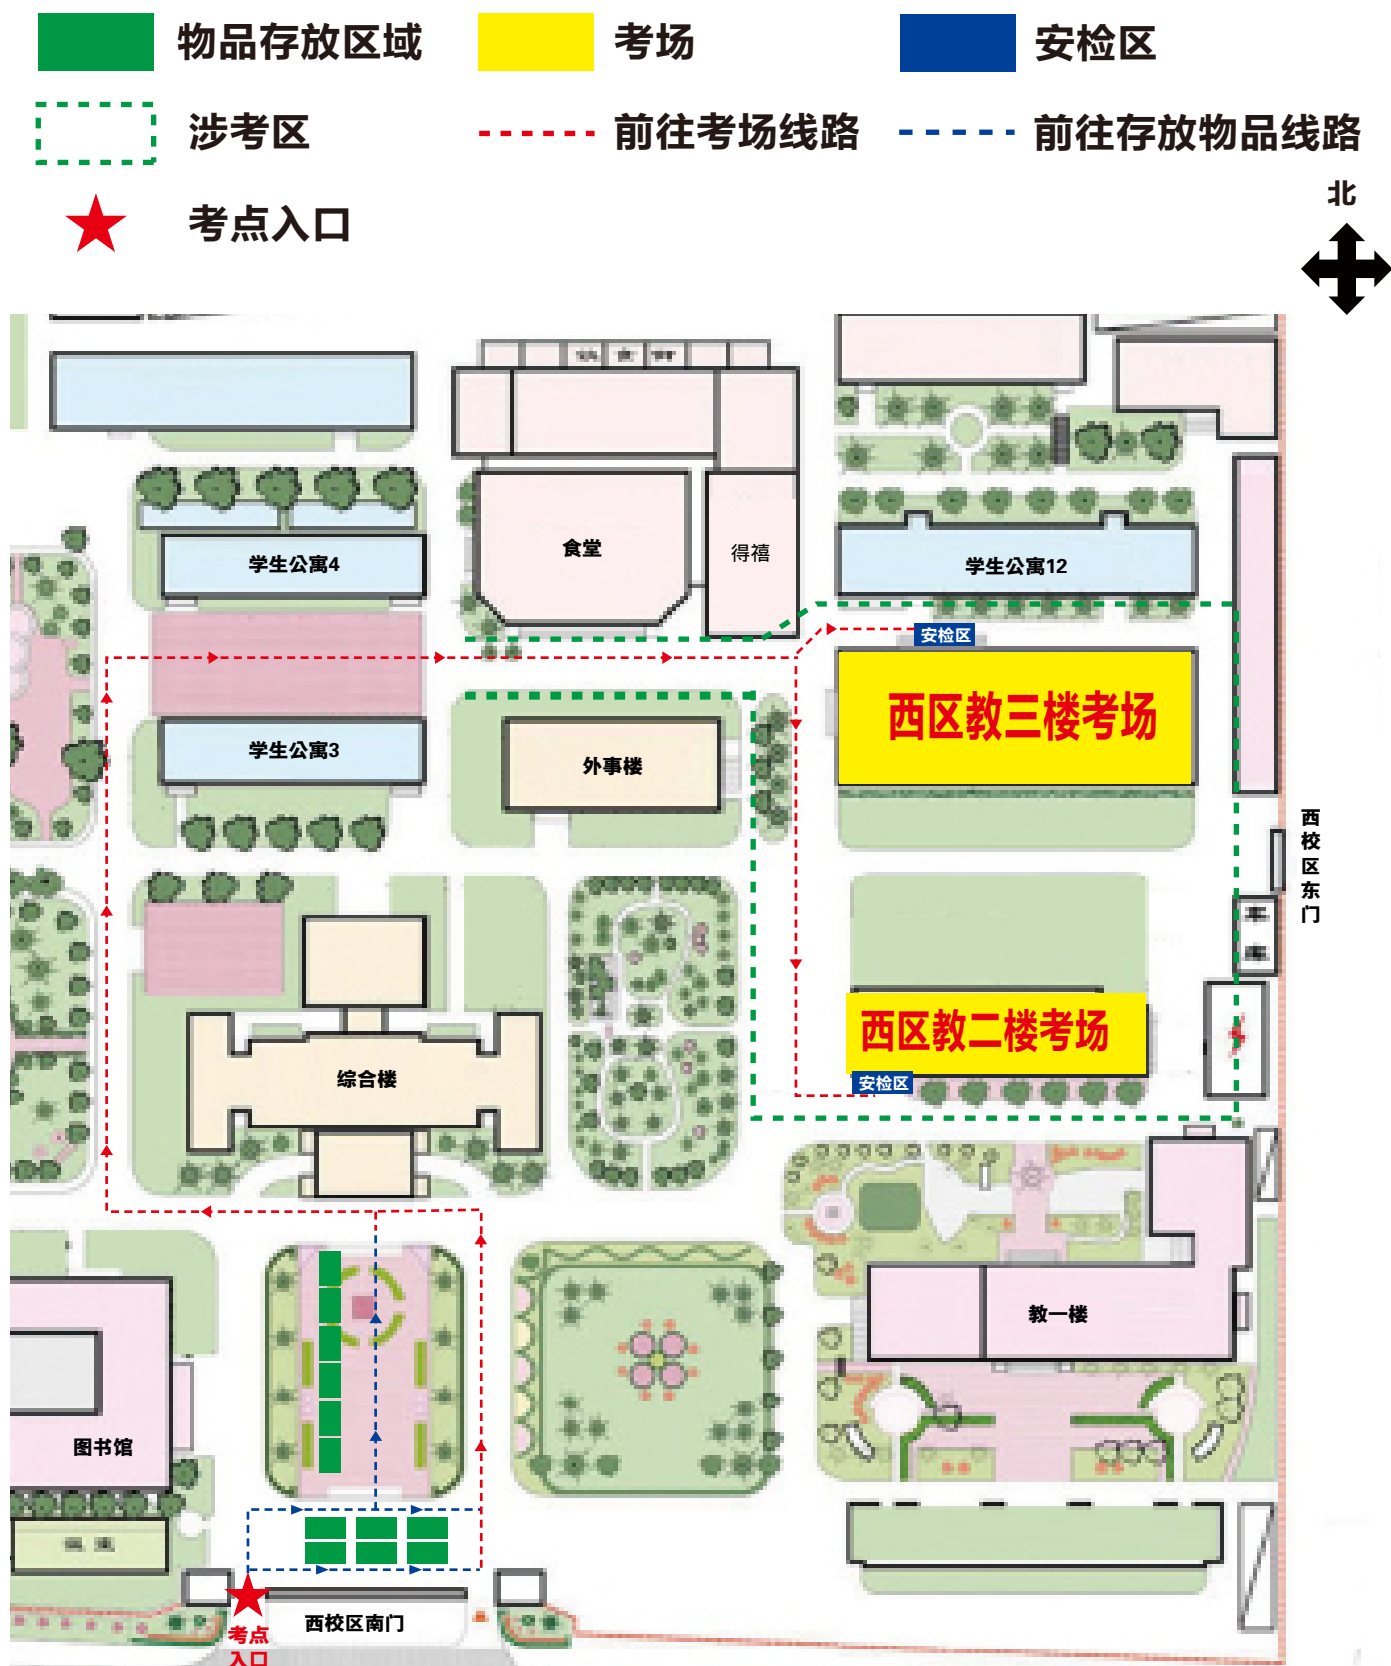 物品存放区域
考场
安检区
涉考区
前往考场线路
前往存放物品线路
考点入口
北
学生公寓4
食堂
得禧
学生公寓12
安检区
西区教三楼考场
学生公寓3
外事楼
西校区东门
车库
西区教二楼考场
安检区
综合楼
教一楼
图书馆
西校区南门
考点
入口